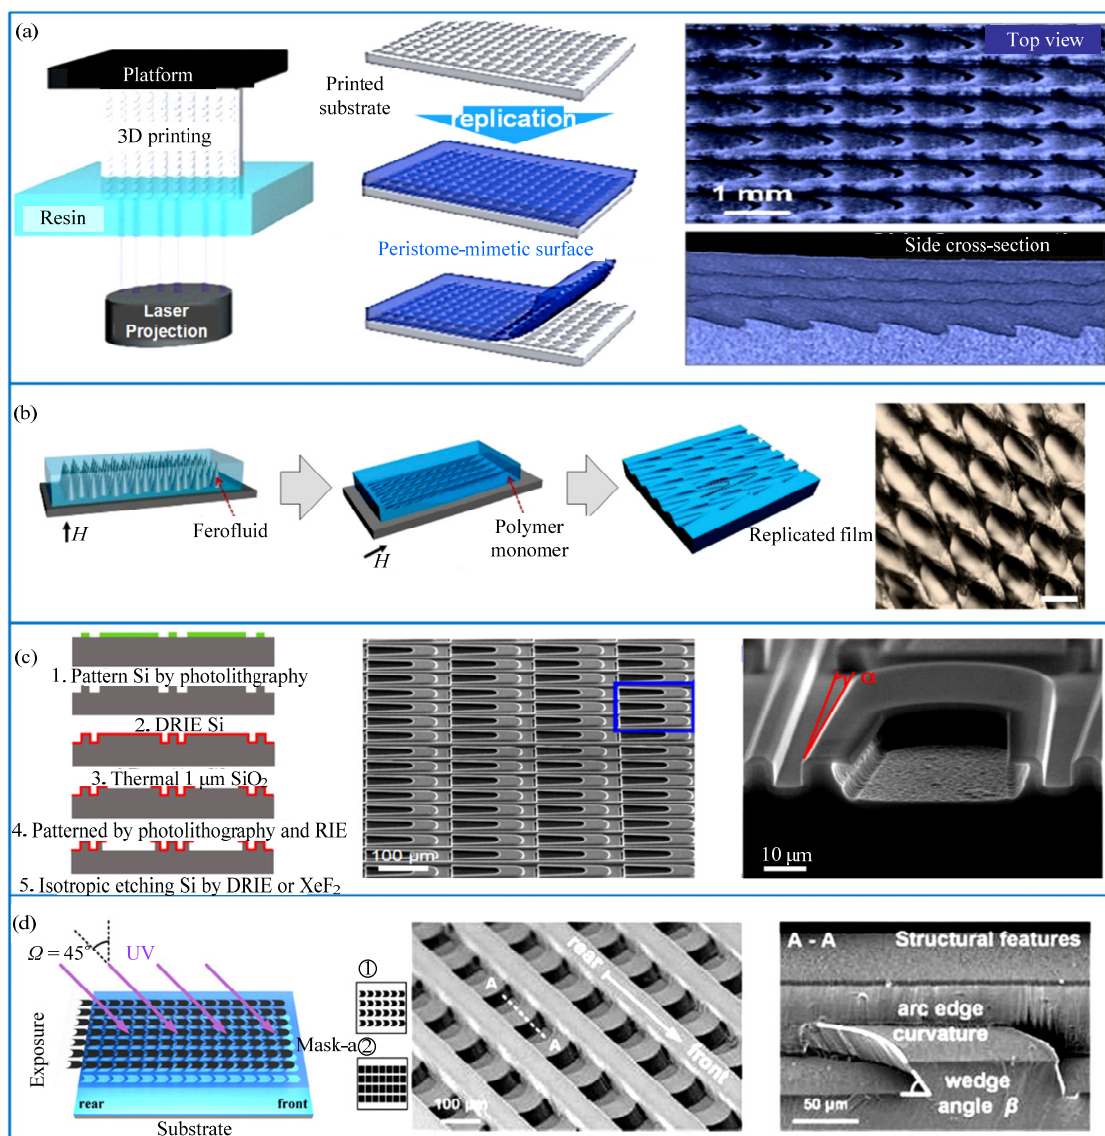 (a)
Platform
3D printing
Resin
Laser
Projection
Printed
substrate
replication
Peristome-mimetic surface
Top view
1 mm
Side cross-section
(b)
H
Ferofluid
H
Polymer
monomer
Replicated film
(c)
1. Pattern Si by photolithgraphy
2. DRIE Si
3. Thermal 1 μm SiO2
4. Patterned by photolithography and RIE
5. Isotropic etching Si by DRIE or XeF2
100 μm
α
10 μm
(d)
Ω = 45°
UV
Exposure
rear
front
Substrate
Mask-a
①
②
rear
A
A
front
100 μm
A - A
Structural features
arc edge
curvature
wedge
angle β
50 μm